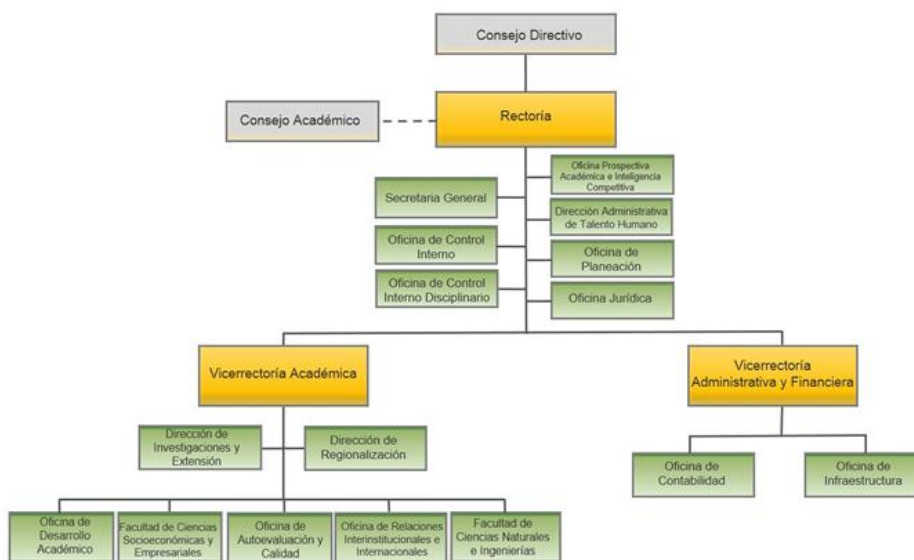 Consejo Directivo
Consejo Académico
Rectoría
Oficina Prospectiva
Académica e Inteligencia
Competitiva
Secretaria General
Dirección Administrativa
de Talento Humano
Oficina de Control
Interno
Oficina de
Planeación
Oficina de Control
Interno Disciplinario
Oficina Jurídica
Vicerrectoría Académica
Vicerrectoría
Administrativa y Financiera
Dirección de
Investigaciones y
Extensión
Dirección de
Regionalización
Oficina de
Contabilidad
Oficina de
Infraestructura
Oficina de
Desarrollo
Académico
Facultad de Ciencias
Socioeconómicas y
Empresariales
Oficina de
Autoevaluación y
Calidad
Oficina de Relaciones
Interinstitucionales e
Internacionales
Facultad de
Ciencias Naturales
e Ingenierías